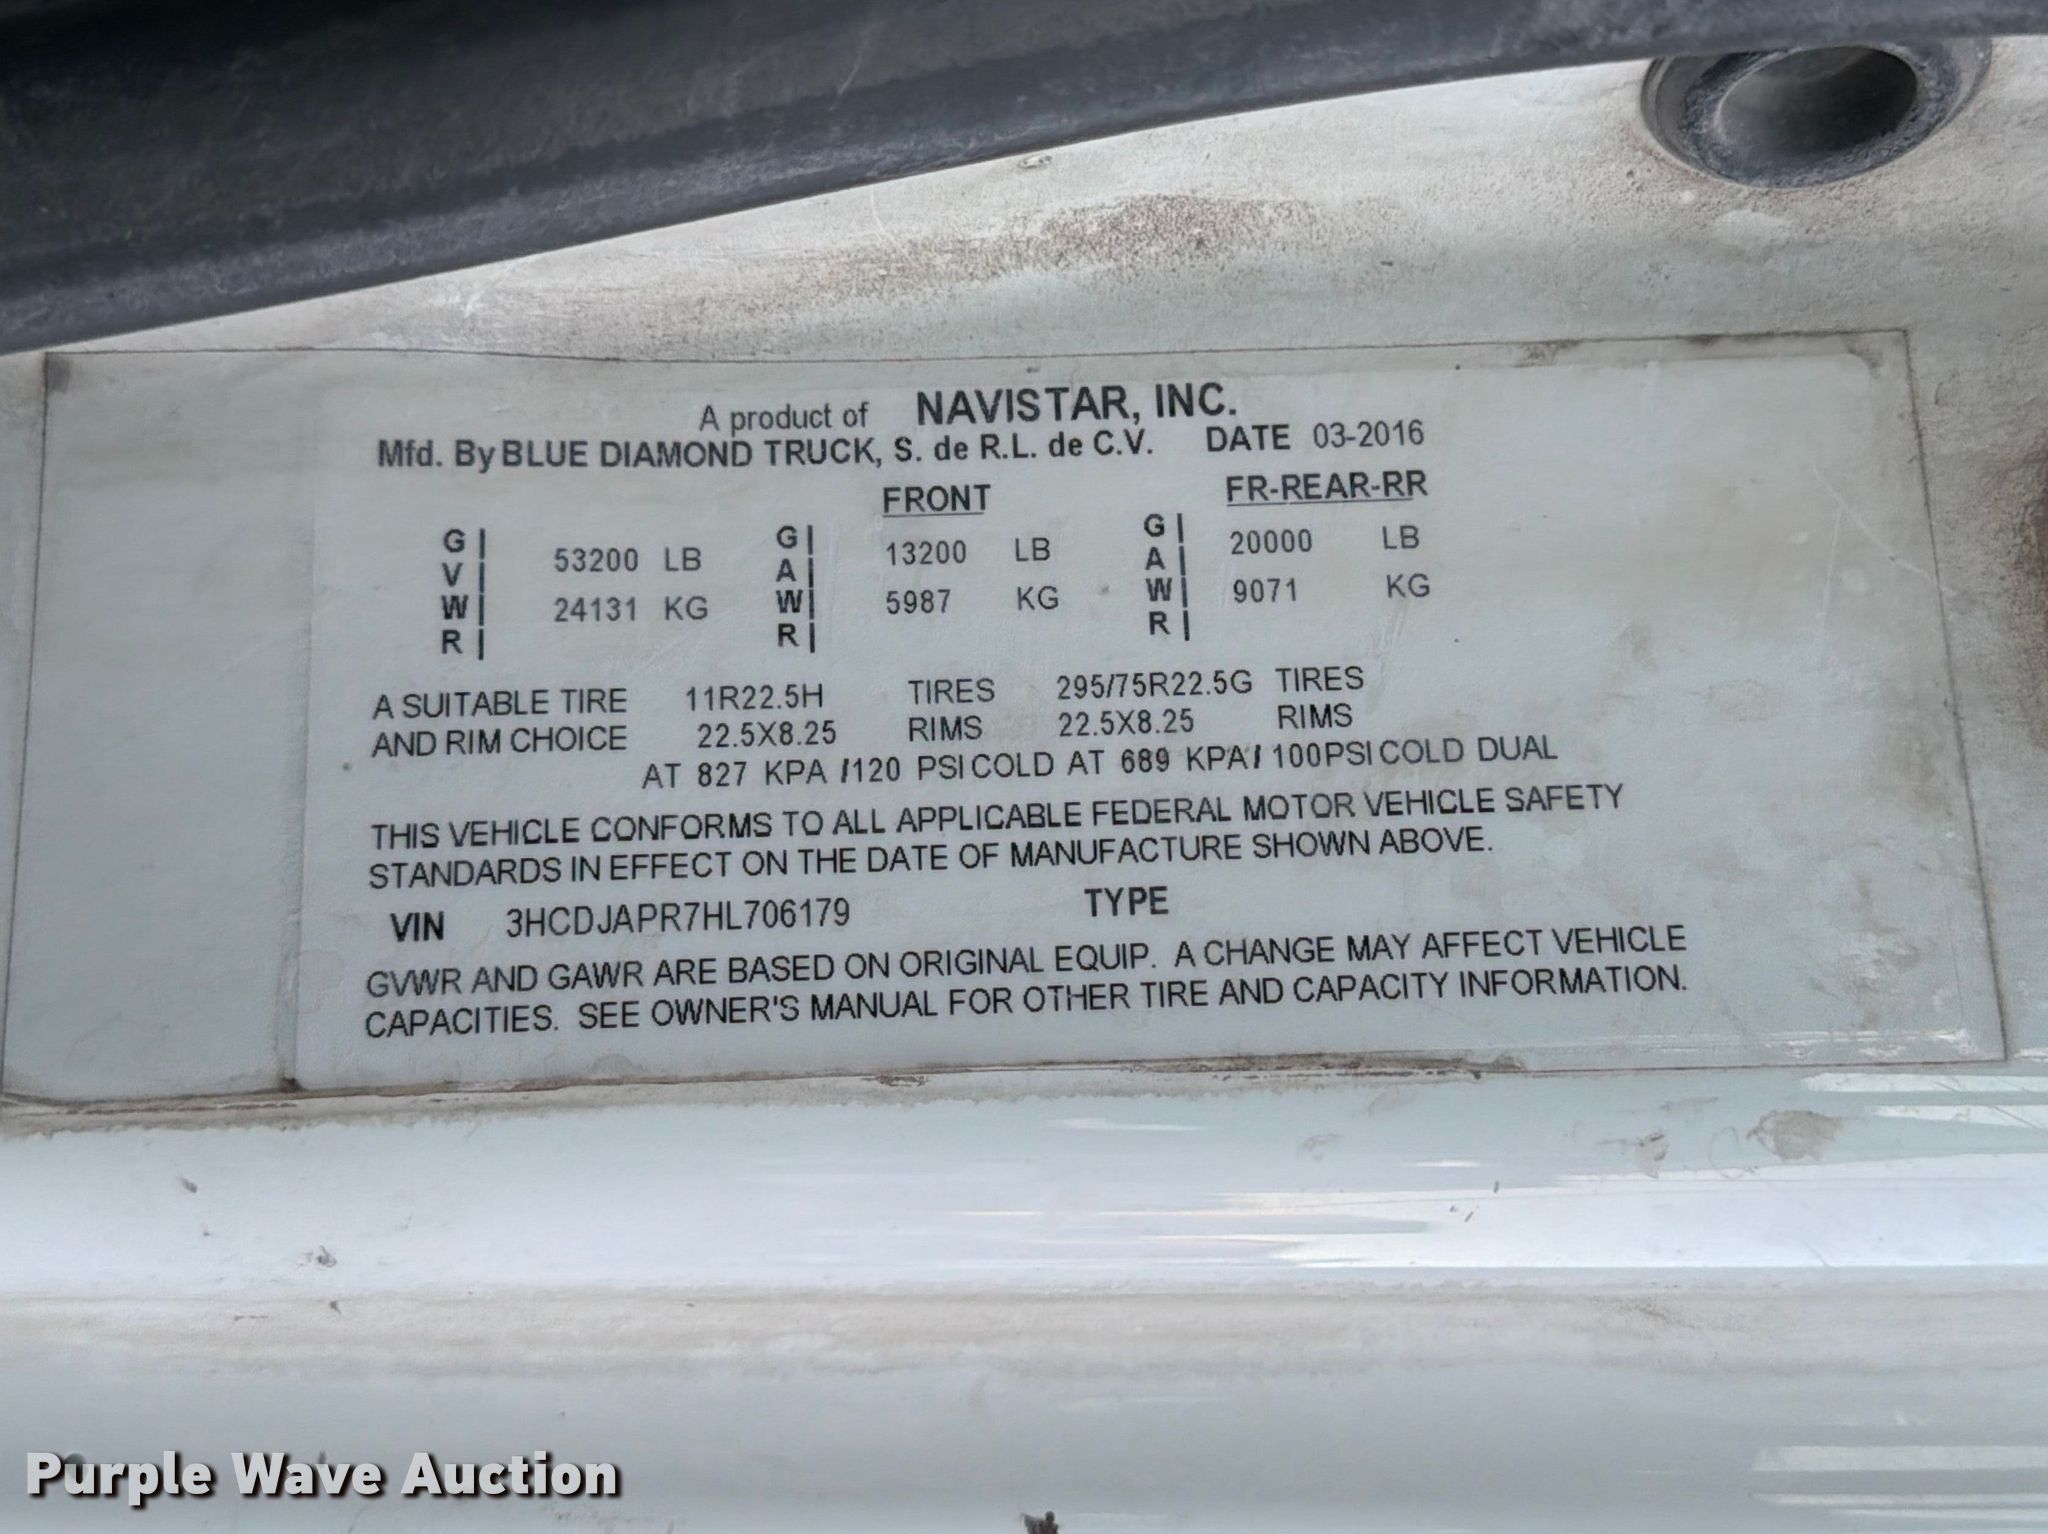 A product of NAVISTAR, INC.
Mfd. By BLUE DIAMOND TRUCK, S. de R.L. de C.V. DATE 03-2016
FRONT FR-REAR-RR
GVWR 53200 LB GAWR 13200 LB GAWR 20000 LB
24131 KG 5987 KG 9071 KG
A SUITABLE TIRE 11R22.5H TIRES 295/75R22.5G TIRES
AND RIM CHOICE 22.5X8.25 RIMS 22.5X8.25 RIMS
AT 827 KPA /120 PSI COLD AT 689 KPA/ 100PSI COLD DUAL
THIS VEHICLE CONFORMS TO ALL APPLICABLE FEDERAL MOTOR VEHICLE SAFETY
STANDARDS IN EFFECT ON THE DATE OF MANUFACTURE SHOWN ABOVE.
VIN 3HCDJAPR7HL706179 TYPE
GVWR AND GAWR ARE BASED ON ORIGINAL EQUIP. A CHANGE MAY AFFECT VEHICLE
CAPACITIES. SEE OWNER'S MANUAL FOR OTHER TIRE AND CAPACITY INFORMATION.
Purple Wave Auction